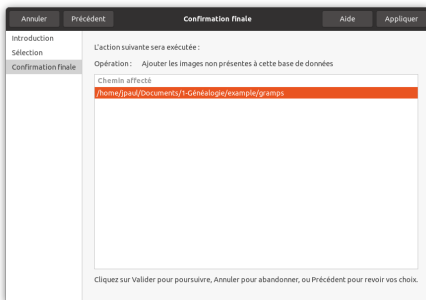 Annuler Précédent Confirmation finale Aide Appliquer
Introduction
Sélection
Confirmation finale
L'action suivante sera exécutée :
Opération : Ajouter les images non présentes à cette base de données
Chemin affecté
/home/jpaul/Documents/1-Généalogie/example/gramps
Cliquez sur Valider pour poursuivre, Annuler pour abandonner, ou Précédent pour revoir vos choix.